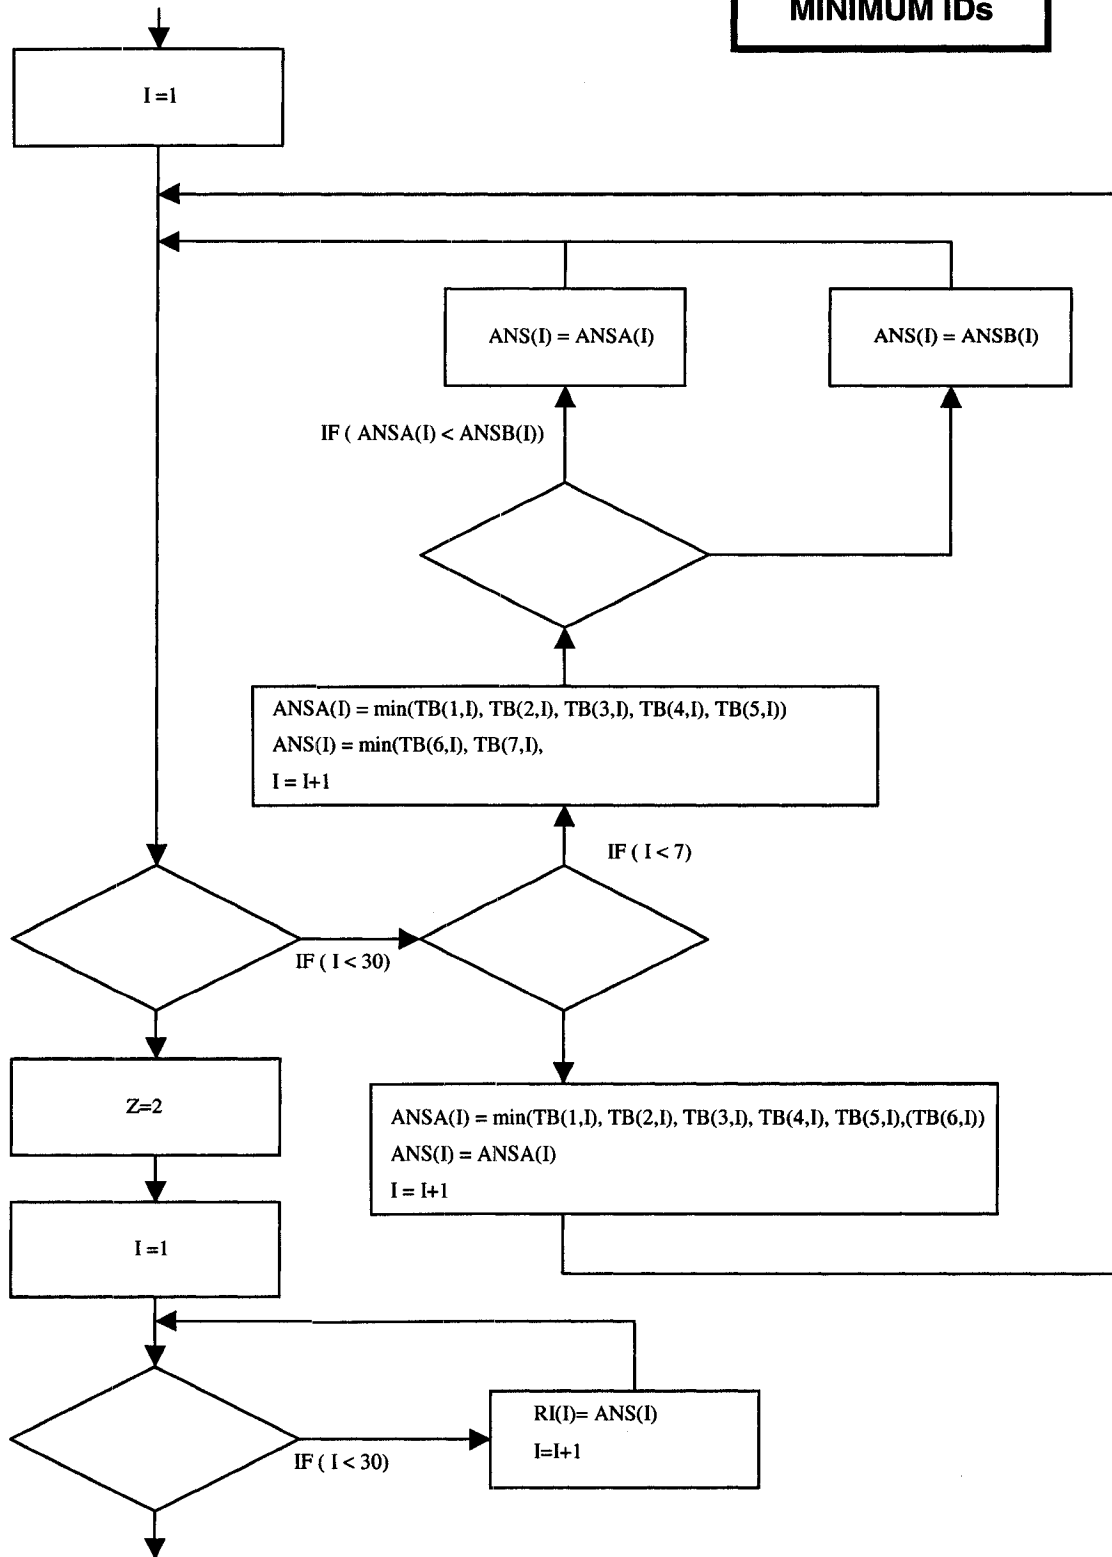 MINIMUM IDs
I =1
ANS(I) = ANSA(I)
ANS(I) = ANSB(I)
IF ( ANSA(I) < ANSB(I))
ANSA(I) = min(TB(1,I), TB(2,I), TB(3,I), TB(4,I), TB(5,I))
ANS(I) = min(TB(6,I), TB(7,I),
I = I+1
IF ( I < 7)
IF ( I < 30)
Z=2
ANSA(I) = min(TB(1,I), TB(2,I), TB(3,I), TB(4,I), TB(5,I),(TB(6,I))
ANS(I) = ANSA(I)
I = I+1
I =1
RI(I)= ANS(I)
I=I+1
IF ( I < 30)